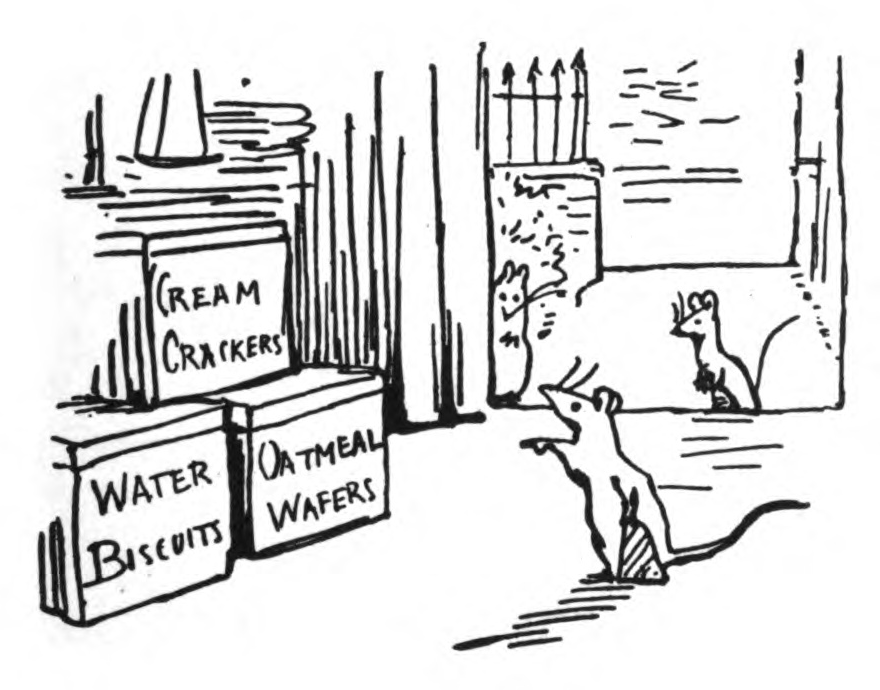 CREAM
CRACKERS
WATER
BISCUITS
OATMEAL
WAFERS